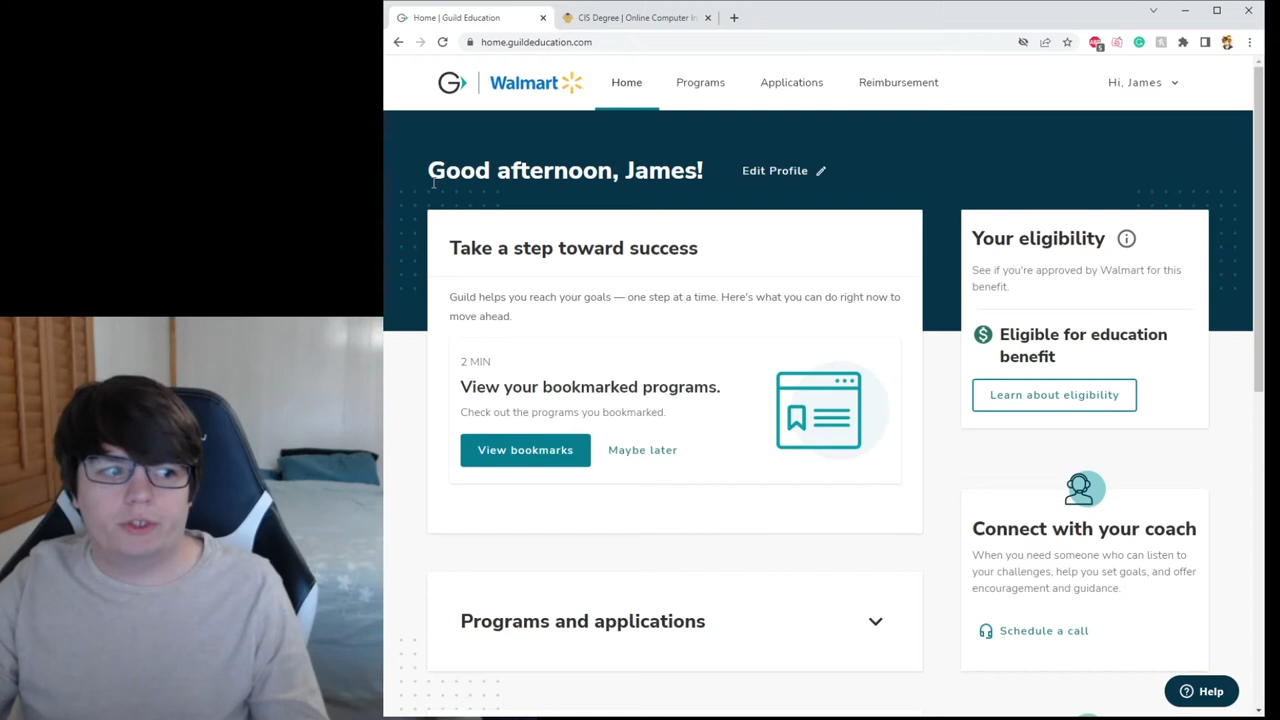 Home | Guild Education
CIS Degree | Online Computer In
home.guildeducation.com
Walmart
Home
Programs
Applications
Reimbursement
Hi, James
Good afternoon, James!
Edit Profile
Take a step toward success
Guild helps you reach your goals — one step at a time. Here's what you can do right now to
move ahead.
2 MIN
View your bookmarked programs.
Check out the programs you bookmarked.
View bookmarks
Maybe later
Programs and applications
Your eligibility
See if you're approved by Walmart for this
benefit.
Eligible for education
benefit
Learn about eligibility
Connect with your coach
When you need someone who can listen to
your challenges, help you set goals, and offer
encouragement and guidance.
Schedule a call
Help